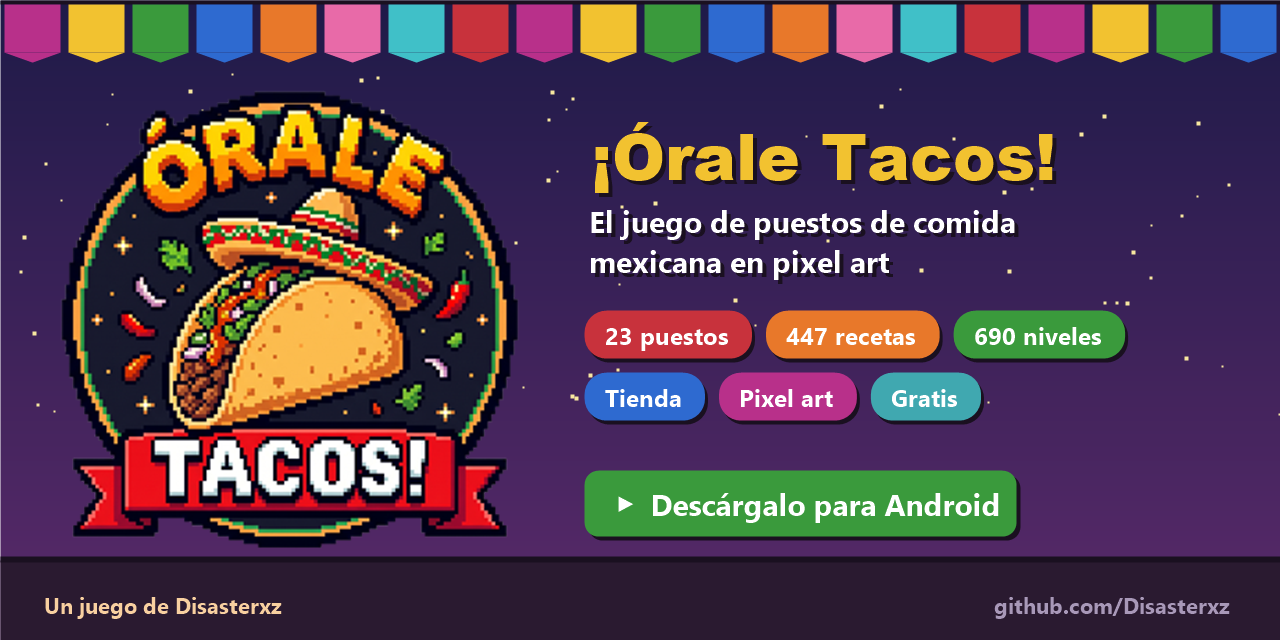 ÓRALE
TACOS!
¡Órale Tacos!
El juego de puestos de comida
mexicana en pixel art
23 puestos
447 recetas
690 niveles
Tienda
Pixel art
Gratis
Descárgalo para Android
Un juego de Disasterxz
github.com/Disasterxz